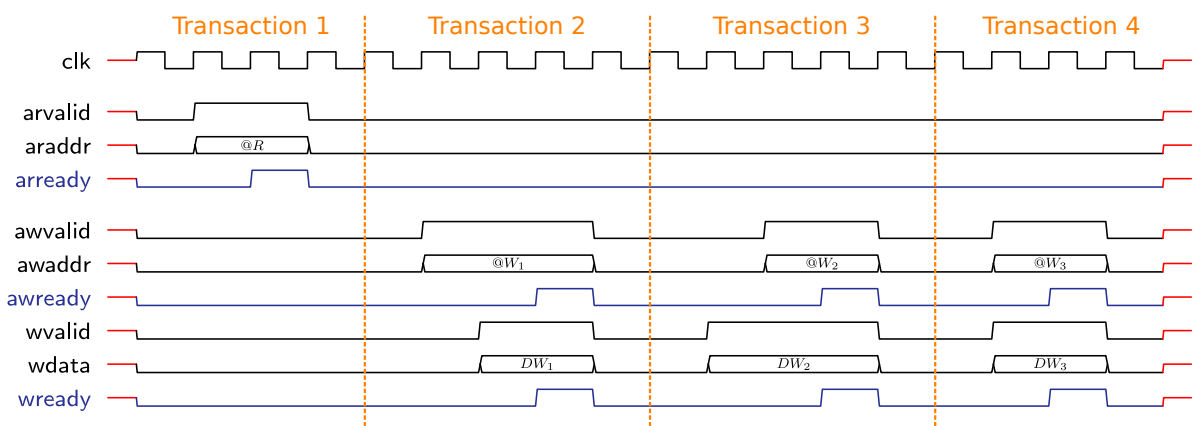 Transaction 1 Transaction 2 Transaction 3 Transaction 4
clk
arvalid
araddr @R
arready
awvalid
awaddr @W₁ @W₂ @W₃
awready
wvalid
wdata DW₁ DW₂ DW₃
wready